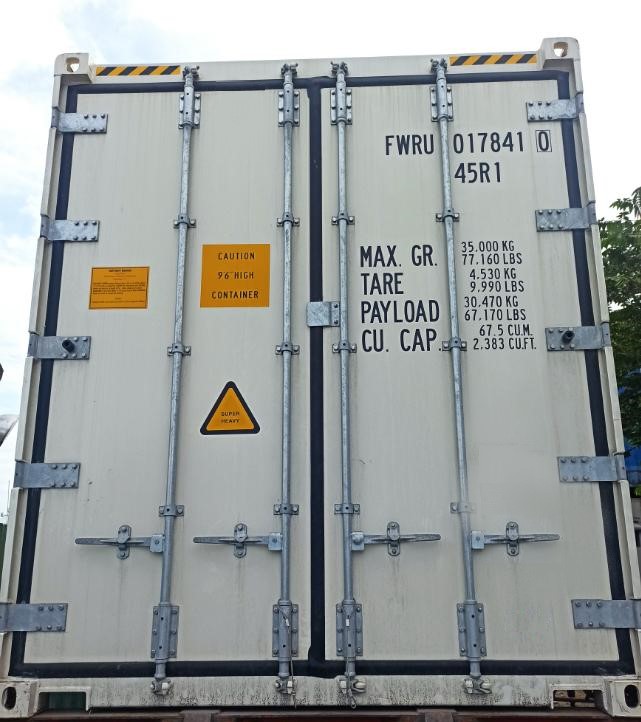 FWRU 017841 0
45R1
MAX. GR. 35.000 KG
77.160 LBS
TARE 4.530 KG
9.990 LBS
PAYLOAD 30.470 KG
67.170 LBS
CU. CAP. 67.5 CU.M.
2.383 CU.FT.
CAUTION
9'6" HIGH
CONTAINER
SUPER
HEAVY